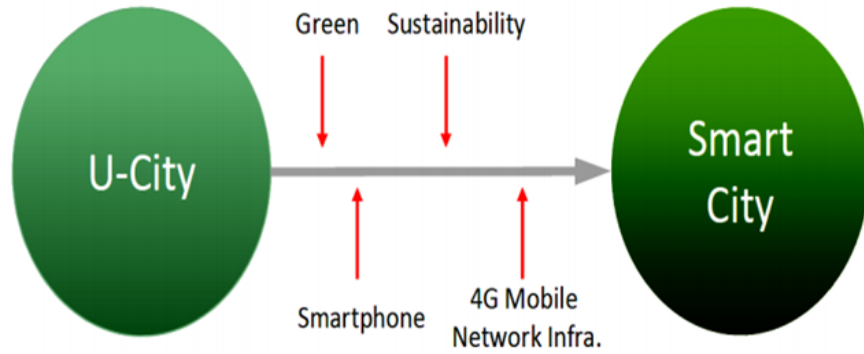 Green Sustainability
U-City
Smart
City
Smartphone
4G Mobile
Network Infra.